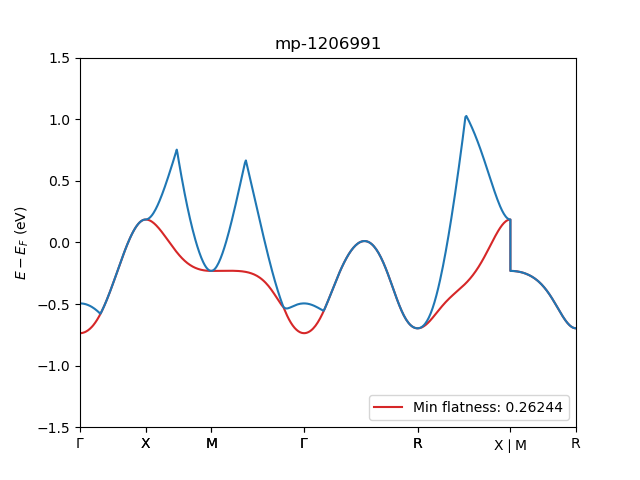 mp-1206991
1.5
1.0
0.5
0.0
−0.5
−1.0
−1.5
E − E_F (eV)
Min flatness: 0.26244
Γ X M Γ R X | M R